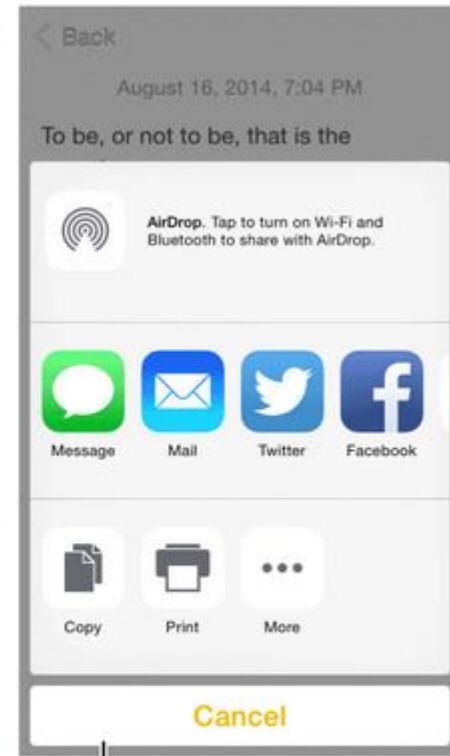 Back
August 16, 2014, 7:04 PM
To be, or not to be, that is the
AirDrop. Tap to turn on Wi-Fi and
Bluetooth to share with AirDrop.
Message Mail Twitter Facebook
Copy Print More
Cancel